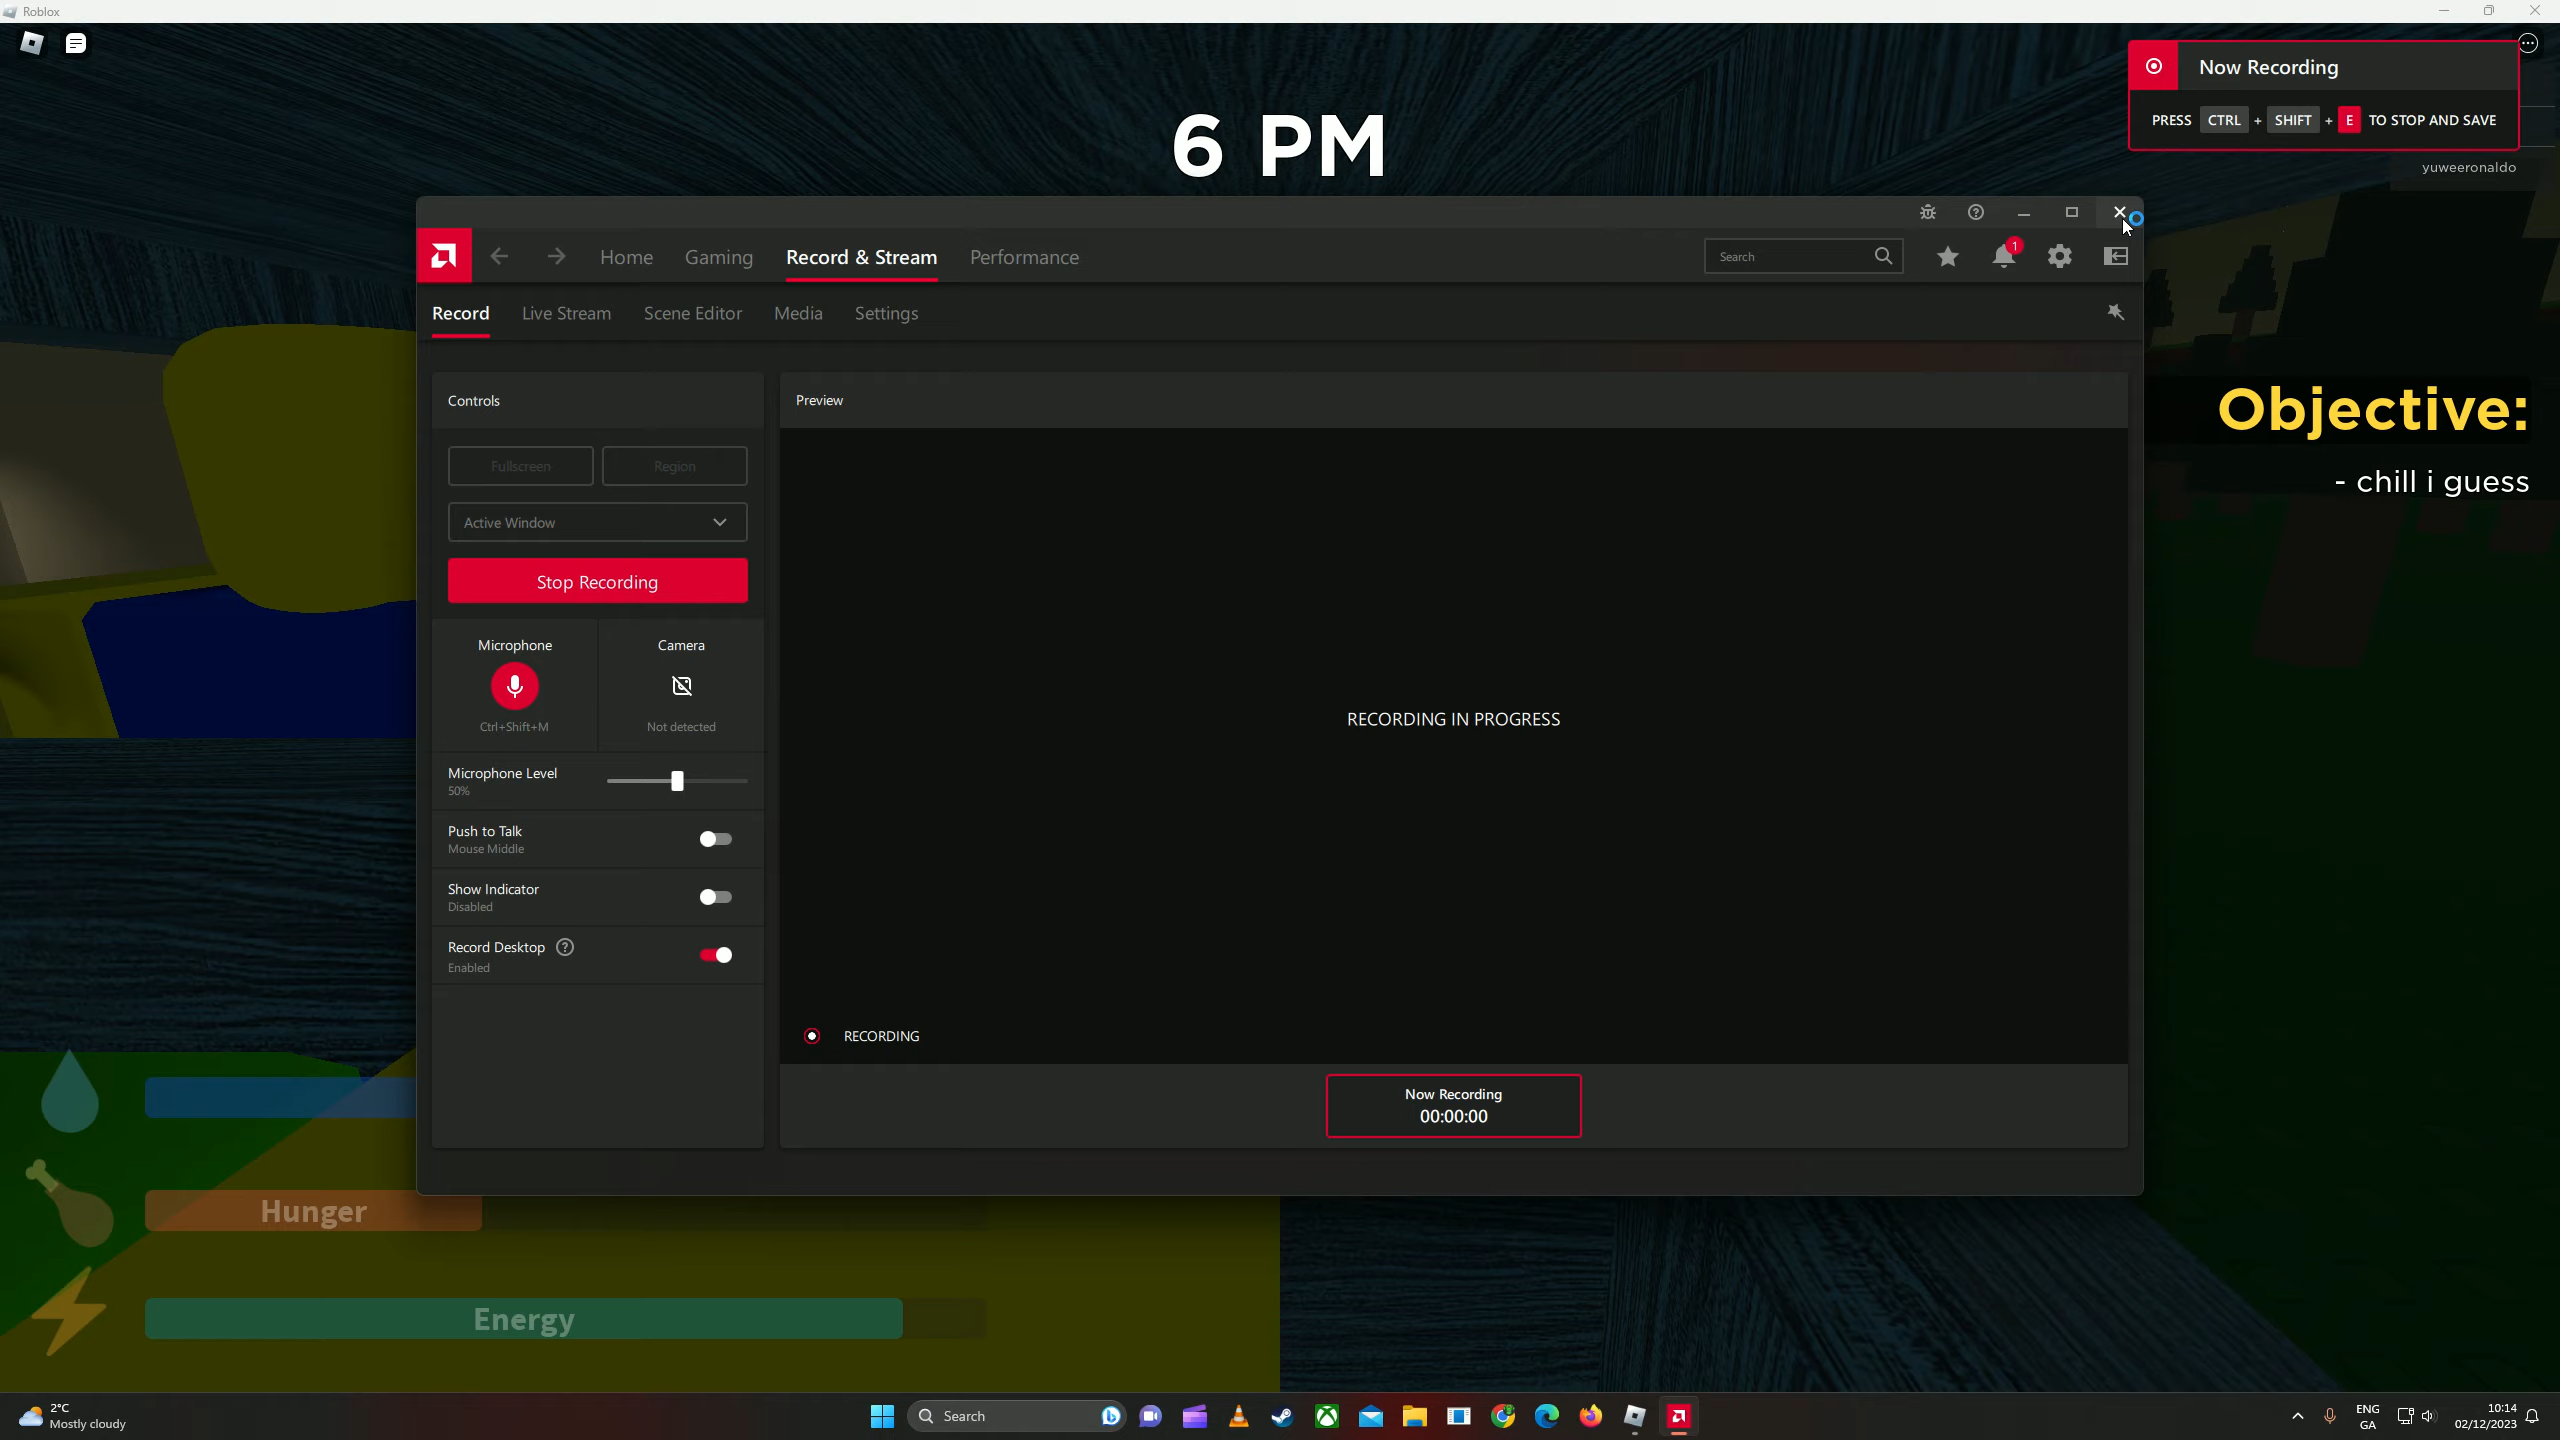 Roblox
6 PM
Now Recording
PRESS CTRL + SHIFT + E TO STOP AND SAVE
yuweeronaldo
Home
Gaming
Record & Stream
Performance
Search
1
Record
Live Stream
Scene Editor
Media
Settings
Controls
Fullscreen
Region
Active Window
Stop Recording
Microphone
Camera
Ctrl+Shift+M
Not detected
Microphone Level
50%
Push to Talk
Mouse Middle
Show Indicator
Disabled
Record Desktop
Enabled
Preview
RECORDING IN PROGRESS
RECORDING
Now Recording
00:00:00
Objective:
- chill i guess
Hunger
Energy
2°C
Mostly cloudy
Search
ENG
GA
10:14
02/12/2023